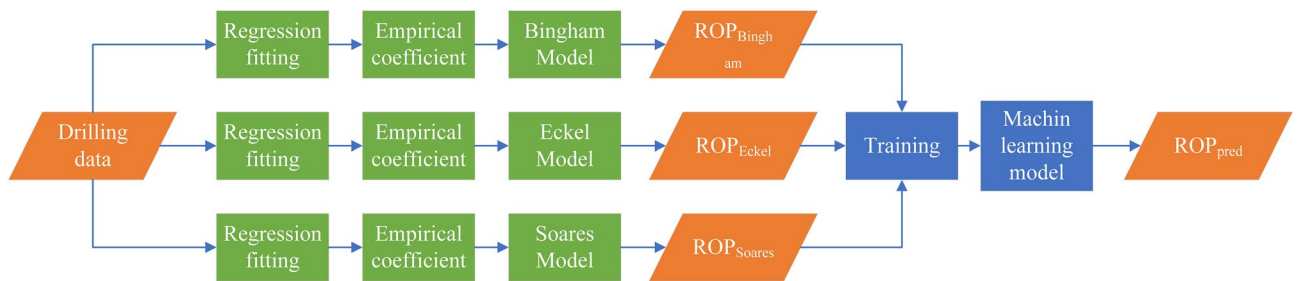 Regression
fitting
Empirical
coefficient
Bingham
Model
ROPBingh
am
Drilling
data
Regression
fitting
Empirical
coefficient
Eckel
Model
ROPEckel
Training
Machin
learning
model
ROPpred
Regression
fitting
Empirical
coefficient
Soares
Model
ROPSoares